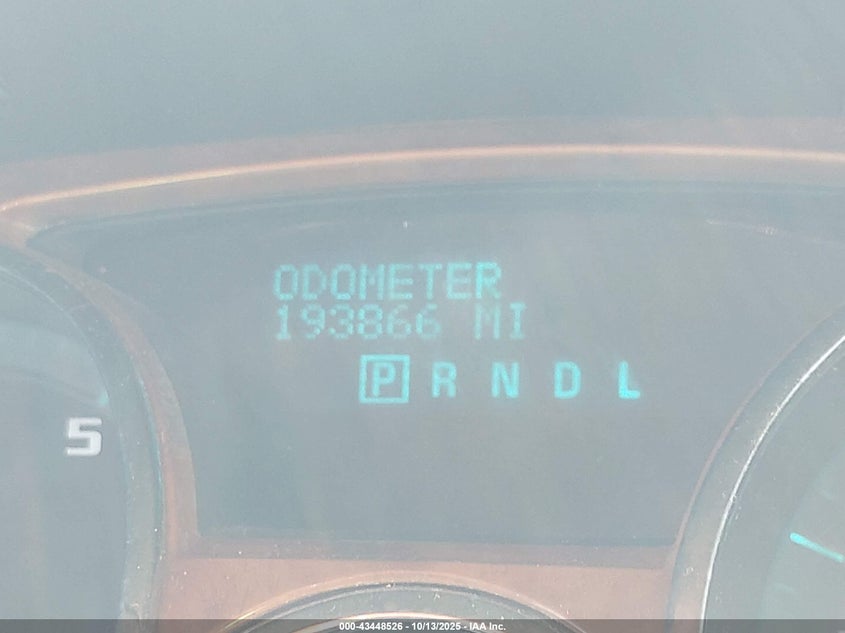 ODOMETER
193866 MI
P R N D L
5
000-43448526 - 10/13/2025 - IAA Inc.